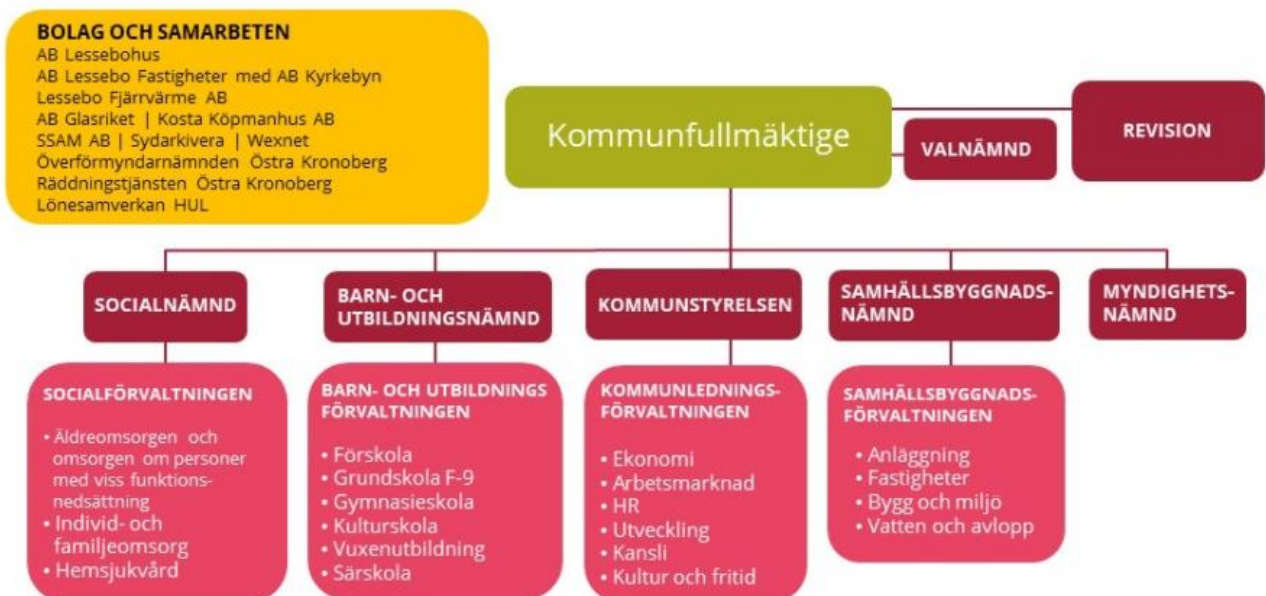 BOLAG OCH SAMARBETEN
AB Lessebohus
AB Lessebo Fastigheter med AB Kyrkebyn
Lessebo Fjärrvärme AB
AB Glasriket | Kosta Köpmanhus AB
SSAM AB | Sydarkivera | Wexnet
Överförmyndarnämnden Östra Kronoberg
Räddningstjänsten Östra Kronoberg
Lönesamverkan HUL
Kommunfullmäktige
VALNÄMND
REVISION
SOCIALNÄMND
BARN- OCH
UTBILDNINGSNÄMND
KOMMUNSTYRELSEN
SAMHÄLLSBYGGNADS-
NÄMND
MYNDIGHETS-
NÄMND
SOCIALFÖRVALTNINGEN
• Äldreomsorgen och
omsorgen om personer
med viss funktions-
nedsättning
• Individ- och
familjeomsorg
• Hemsjukvård
BARN- OCH UTBILDNINGS
FÖRVALTNINGEN
• Förskola
• Grundskola F-9
• Gymnasieskola
• Kulturskola
• Vuxenutbildning
• Särskola
KOMMUNLEDNINGS-
FÖRVALTNINGEN
• Ekonomi
• Arbetsmarknad
• HR
• Utveckling
• Kansli
• Kultur och fritid
SAMHÄLLSBYGGNADS-
FÖRVALTNINGEN
• Anläggning
• Fastigheter
• Bygg och miljö
• Vatten och avlopp